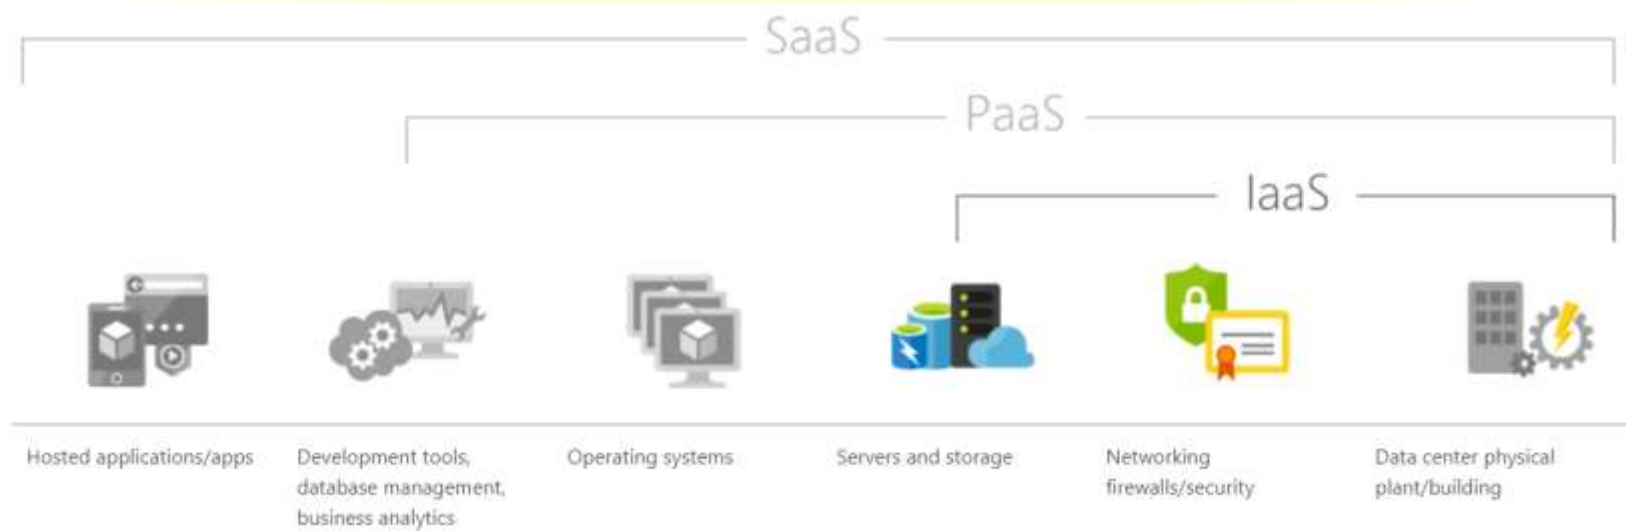 SaaS
PaaS
IaaS
Hosted applications/apps
Development tools,
database management,
business analytics
Operating systems
Servers and storage
Networking
firewalls/security
Data center physical
plant/building